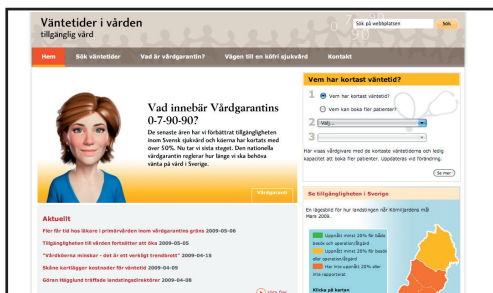 Väntetider i vården
tillgänglig vård
Sök på webbplatsen
Sök
Hem
Sök väntetider
Vad är vårdgarantin?
Vägen till en köfri sjukvård
Kontakt
Vad innebär Vårdgarantins
0-7-90-90?
De senaste åren har vi förbättrat tillgängligheten
inom Svensk sjukvård och köerna har kortats med
över 50%. Nu tar vi sista steget. Den nationella
vårdgarantin reglerar hur länge vi ska behöva
vänta på vård i Sverige.
Vårdgaranti
Aktuellt
Fler får tid hos läkare i primärvården inom vårdgarantins gräns 2009-05-06
Tillgängligheten till vården fortsätter att öka 2009-05-05
"Vårdköerna minskar - det är ett verkligt trendbrott" 2009-04-18
Skåne kartlägger kostnader för väntetid 2009-04-09
Göran Hägglund träffade landstingsdirektörer 2009-04-08
Vem har kortast väntetid?
1
Vem har kortast väntetid?
Vem kan boka fler patienter?
2
Välj...
3
Här visas vårdgivare med de kortaste väntetiderna och ledig
kapacitet att boka fler patienter. Uppdateras vid förändring.
Se mer
Se tillgängligheten i Sverige
En lägesbild för hur landstingen når Kömiljardens mål
Mars 2009.
Uppnått minst 20% för både
besök och operation/åtgärd
Uppnått minst 20% för besök
eller operation/åtgärd
Har inte uppnått 20% eller
inte rapporterat
Klicka på kartan